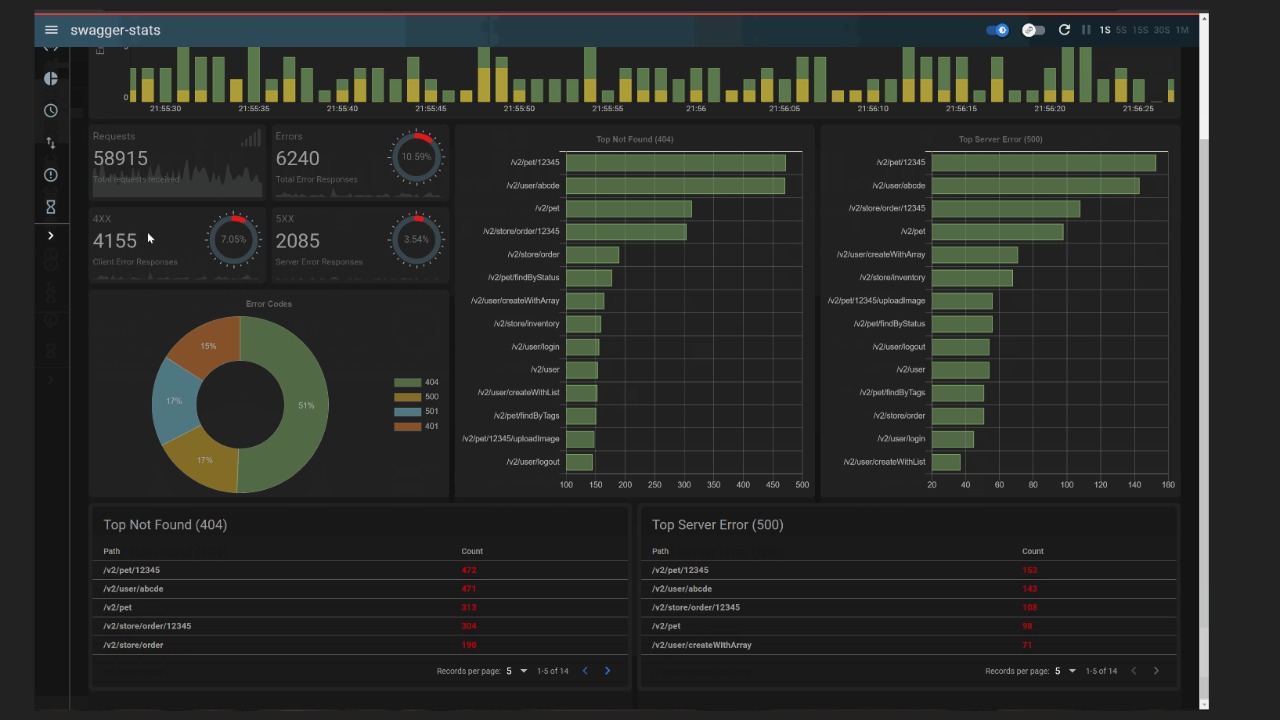 swagger-stats
1S 5S 15S 30S 1M
0
21:55:30 21:55:35 21:55:40 21:55:45 21:55:50 21:55:55 21:56 21:56:05 21:56:10 21:56:15 21:56:20 21:56:25
Requests
58915
Total requests received
Errors
6240
Total Error Responses
10.59%
4XX
4155
Client Error Responses
7.05%
5XX
2085
Server Error Responses
3.54%
Error Codes
15%
17%
51%
17%
404
500
501
401
Top Not Found (404)
/v2/pet/12345
/v2/user/abcde
/v2/pet
/v2/store/order/12345
/v2/store/order
/v2/pet/findByStatus
/v2/user/createWithArray
/v2/store/inventory
/v2/user/login
/v2/user
/v2/user/createWithList
/v2/pet/findByTags
/v2/pet/12345/uploadImage
/v2/user/logout
100 150 200 250 300 350 400 450 500
Top Server Error (500)
/v2/pet/12345
/v2/user/abcde
/v2/store/order/12345
/v2/pet
/v2/user/createWithArray
/v2/store/inventory
/v2/pet/12345/uploadImage
/v2/pet/findByStatus
/v2/user/logout
/v2/user
/v2/pet/findByTags
/v2/store/order
/v2/user/login
/v2/user/createWithList
20 40 60 80 100 120 140 160
Top Not Found (404)
Path Count
/v2/pet/12345 472
/v2/user/abcde 471
/v2/pet 313
/v2/store/order/12345 304
/v2/store/order 190
Records per page: 5 1-5 of 14
Top Server Error (500)
Path Count
/v2/pet/12345 153
/v2/user/abcde 143
/v2/store/order/12345 108
/v2/pet 98
/v2/user/createWithArray 71
Records per page: 5 1-5 of 14